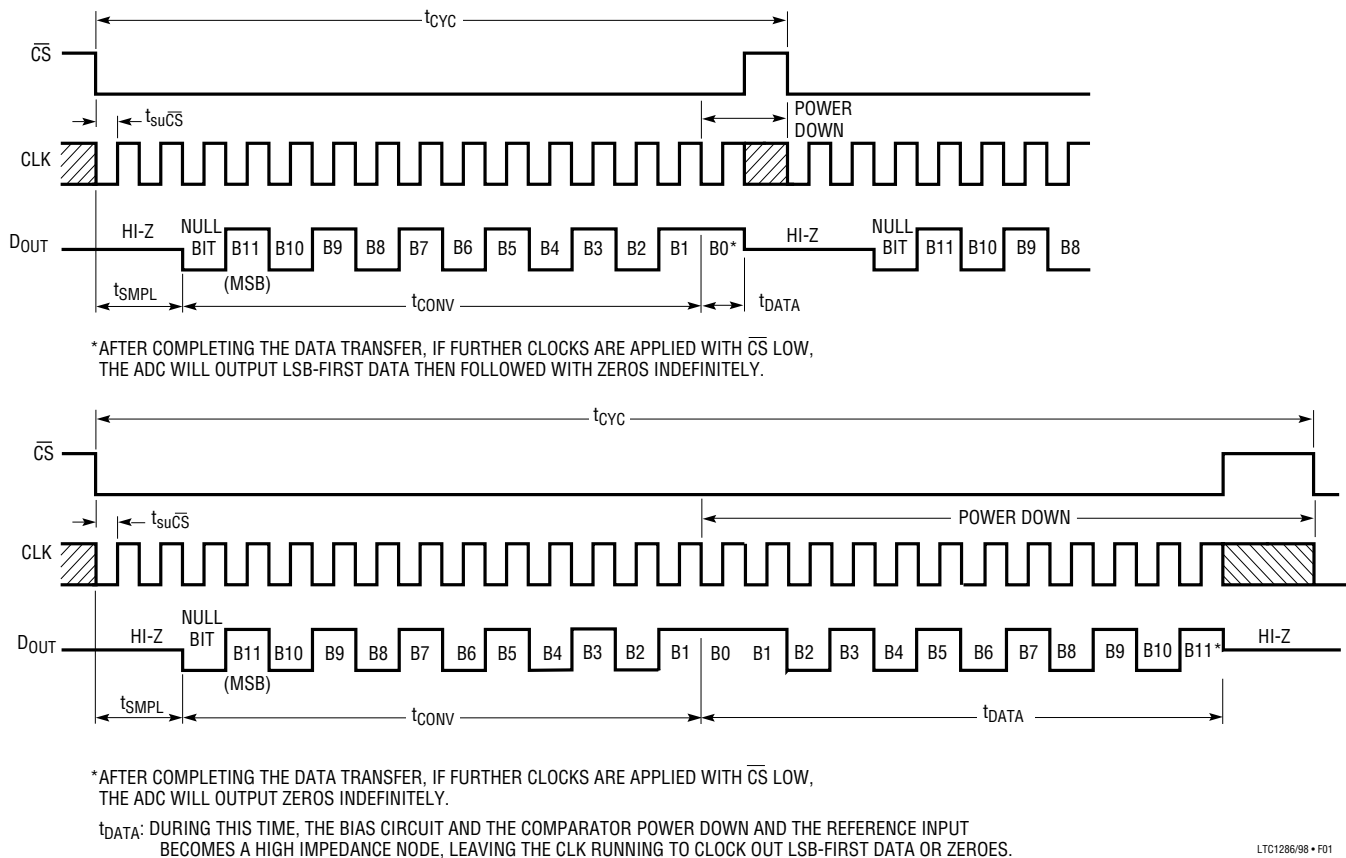 tCYC
CS
POWER
DOWN
tsuCS
CLK
DOUT
HI-Z
NULL
BIT
B11
B10
B9
B8
B7
B6
B5
B4
B3
B2
B1
B0*
HI-Z
NULL
BIT
B11
B10
B9
B8
(MSB)
tSMPL
tCONV
tDATA
*AFTER COMPLETING THE DATA TRANSFER, IF FURTHER CLOCKS ARE APPLIED WITH CS LOW,
THE ADC WILL OUTPUT LSB-FIRST DATA THEN FOLLOWED WITH ZEROS INDEFINITELY.
tCYC
CS
POWER DOWN
tsuCS
CLK
DOUT
HI-Z
NULL
BIT
B11
B10
B9
B8
B7
B6
B5
B4
B3
B2
B1
B0
B1
B2
B3
B4
B5
B6
B7
B8
B9
B10
B11*
HI-Z
(MSB)
tSMPL
tCONV
tDATA
*AFTER COMPLETING THE DATA TRANSFER, IF FURTHER CLOCKS ARE APPLIED WITH CS LOW,
THE ADC WILL OUTPUT ZEROS INDEFINITELY.
tDATA: DURING THIS TIME, THE BIAS CIRCUIT AND THE COMPARATOR POWER DOWN AND THE REFERENCE INPUT
BECOMES A HIGH IMPEDANCE NODE, LEAVING THE CLK RUNNING TO CLOCK OUT LSB-FIRST DATA OR ZEROES.
LTC1286/98 • F01